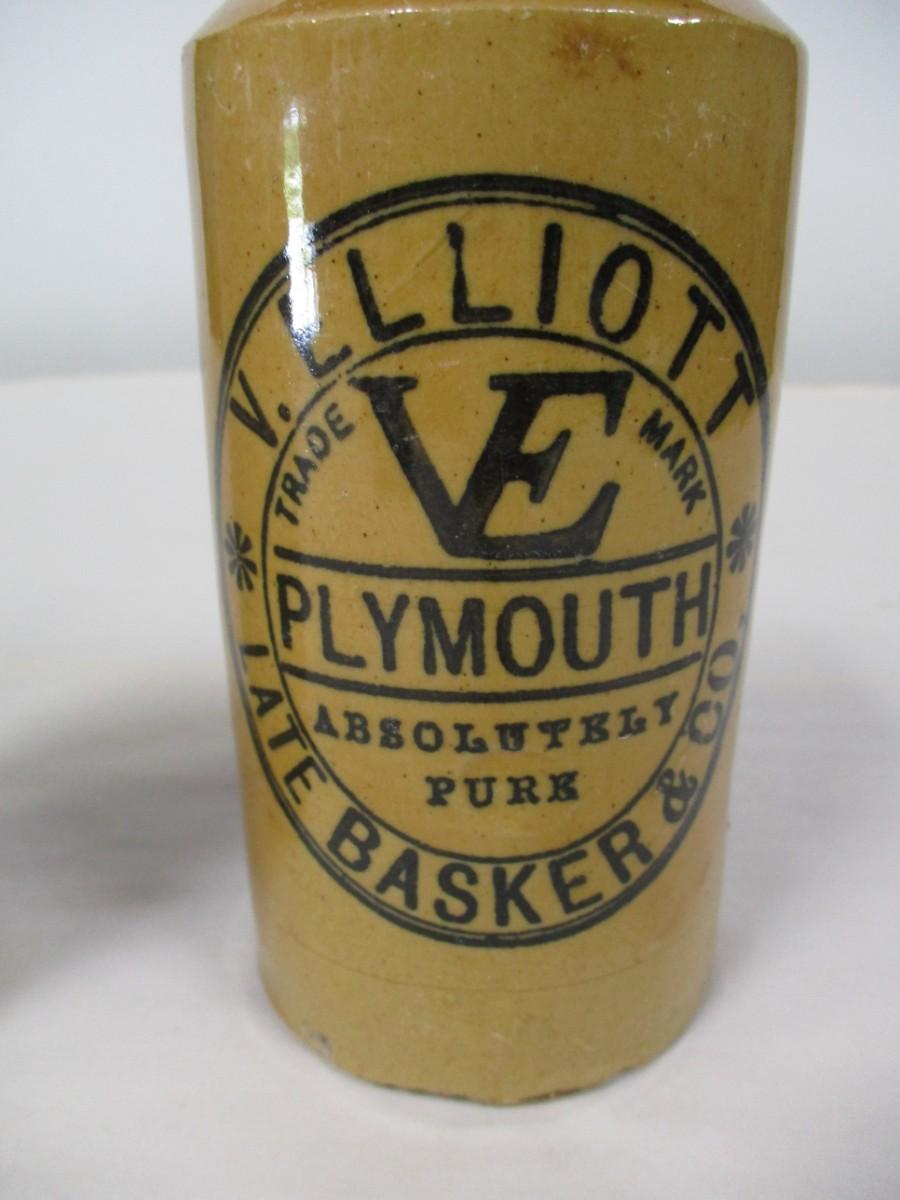 V. ELLIOTT
TRADE VE MARK
PLYMOUTH
ABSOLUTELY
PURE
LATE BASKER & CO.